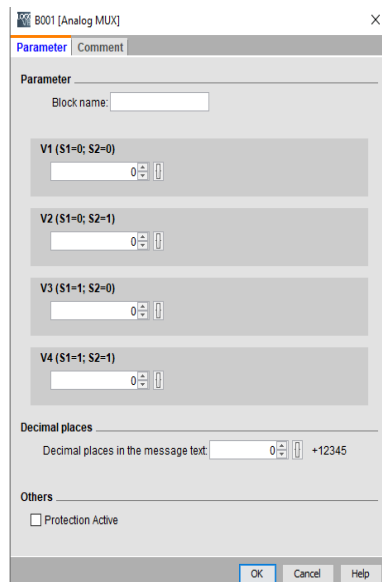 B001 [Analog MUX]
Parameter Comment
Parameter
Block name:
V1 (S1=0; S2=0)
0
V2 (S1=0; S2=1)
0
V3 (S1=1; S2=0)
0
V4 (S1=1; S2=1)
0
Decimal places
Decimal places in the message text: 0 +12345
Others
Protection Active
OK Cancel Help